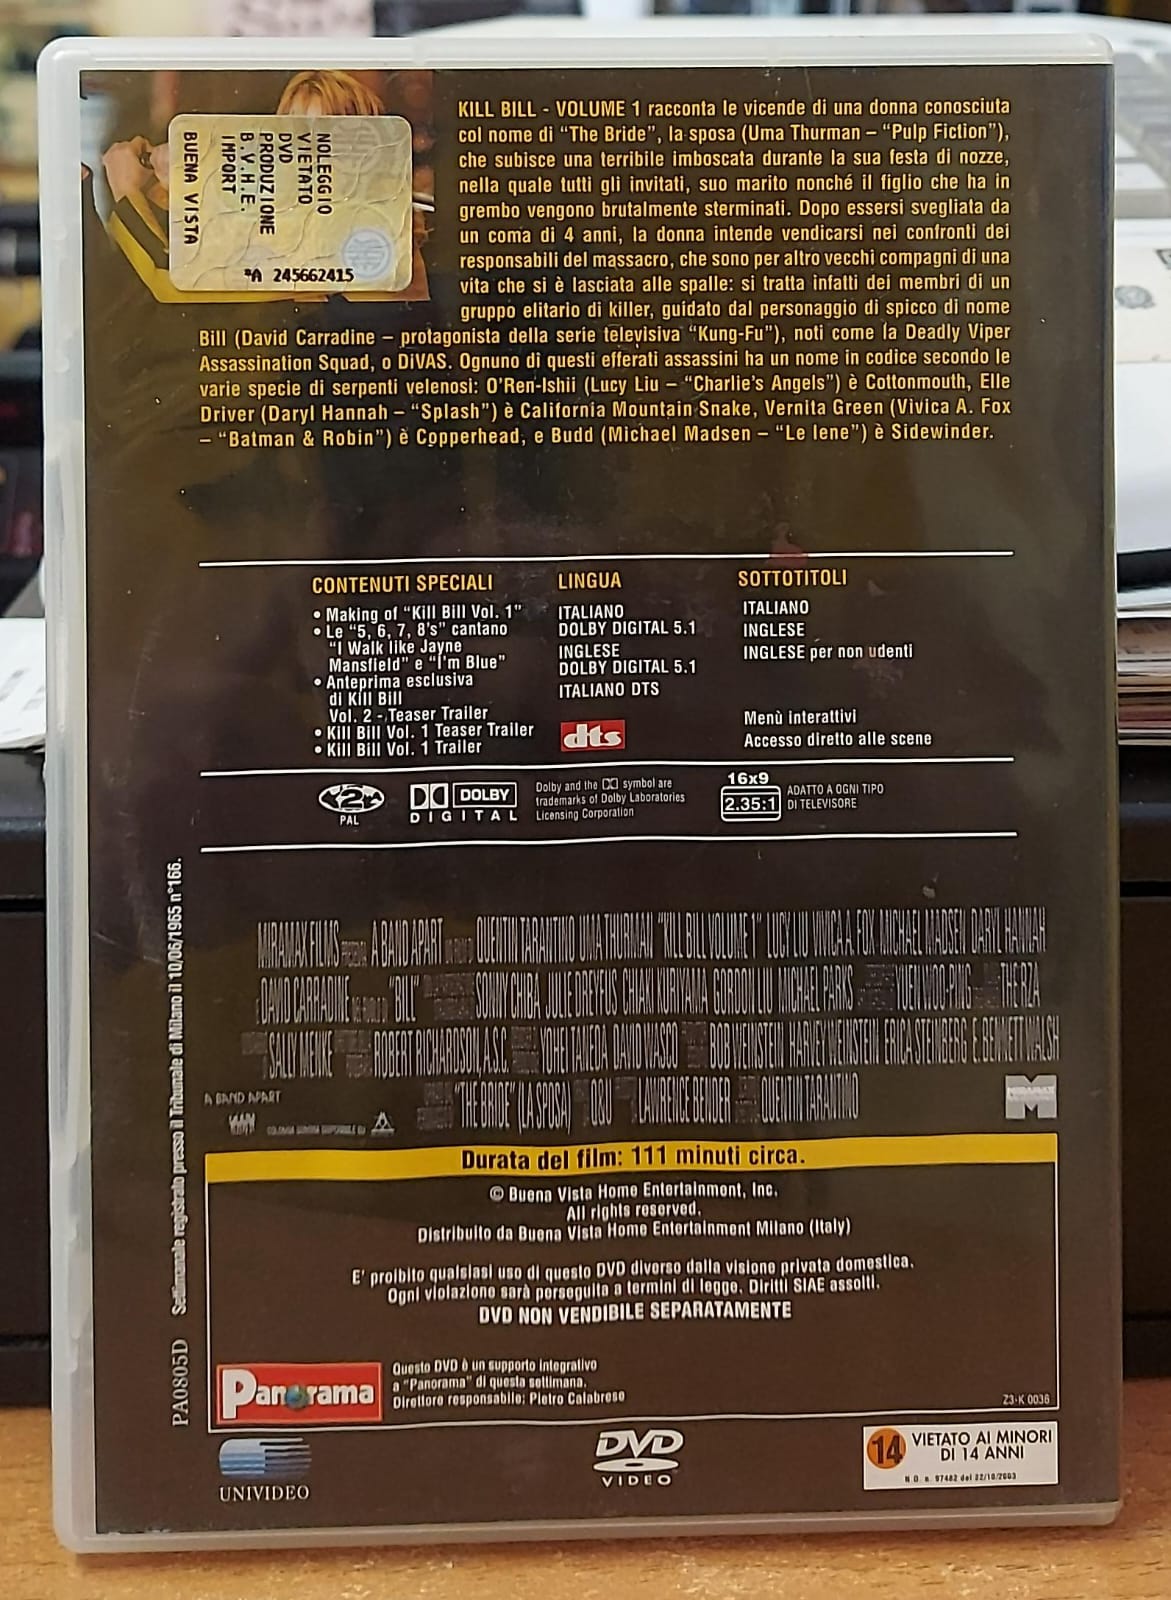 NOLEGGIO
VIETATO
DVD
PRODUZIONE
B.V.H.E.
IMPORT
BUENA VISTA
*A 245662415
KILL BILL - VOLUME 1 racconta le vicende di una donna conosciuta
col nome di “The Bride”, la sposa (Uma Thurman – “Pulp Fiction”),
che subisce una terribile imboscata durante la sua festa di nozze,
nella quale tutti gli invitati, suo marito nonché il figlio che ha in
grembo vengono brutalmente sterminati. Dopo essersi svegliata da
un coma di 4 anni, la donna intende vendicarsi nei confronti dei
responsabili del massacro, che sono per altro vecchi compagni di una
vita che si è lasciata alle spalle: si tratta infatti dei membri di un
gruppo elitario di killer, guidato dal personaggio di spicco di nome
Bill (David Carradine – protagonista della serie televisiva “Kung-Fu”), noti come la Deadly Viper
Assassination Squad, o DiVAS. Ognuno di questi efferati assassini ha un nome in codice secondo le
varie specie di serpenti velenosi: O’Ren-Ishii (Lucy Liu – “Charlie’s Angels”) è Cottonmouth, Elle
Driver (Daryl Hannah – “Splash”) è California Mountain Snake, Vernita Green (Vivica A. Fox
– “Batman & Robin”) è Copperhead, e Budd (Michael Madsen – “Le Iene”) è Sidewinder.
CONTENUTI SPECIALI
• Making of “Kill Bill Vol. 1”
• Le “5, 6, 7, 8’s” cantano
“I Walk like Jayne
Mansfield” e “I’m Blue”
• Anteprima esclusiva
di Kill Bill
Vol. 2 - Teaser Trailer
• Kill Bill Vol. 1 Teaser Trailer
• Kill Bill Vol. 1 Trailer
LINGUA
ITALIANO
DOLBY DIGITAL 5.1
INGLESE
DOLBY DIGITAL 5.1
ITALIANO DTS
dts
SOTTOTITOLI
ITALIANO
INGLESE
INGLESE per non udenti
Menù interattivi
Accesso diretto alle scene
2
PAL
DOLBY
DIGITAL
Dolby and the symbol are
trademarks of Dolby Laboratories
Licensing Corporation
16x9
2.35:1
ADATTO A OGNI TIPO
DI TELEVISORE
MIRAMAX FILMS A BAND APART QUENTIN TARANTINO UMA THURMAN “KILL BILL VOLUME 1” LUCY LIU VIVICA A. FOX MICHAEL MADSEN DARYL HANNAH
DAVID CARRADINE “BILL” SONNY CHIBA JULIE DREYFUS CHIAKI KURIYAMA GORDON LIU MICHAEL PARKS YUEN WOO-PING THE RZA
SALLY MENKE ROBERT RICHARDSON, A.S.C. YOHEI TANEDA DAVID WASCO BOB WEINSTEIN HARVEY WEINSTEIN ERICA STEINBERG E. BENNETT WALSH
“THE BRIDE” (LA SPOSA) Q&U LAWRENCE BENDER QUENTIN TARANTINO
A BAND APART
MIRAMAX
Durata del film: 111 minuti circa.
© Buena Vista Home Entertainment, Inc.
All rights reserved.
Distribuito da Buena Vista Home Entertainment Milano (Italy)
E' proibito qualsiasi uso di questo DVD diverso dalla visione privata domestica.
Ogni violazione sarà perseguita a termini di legge. Diritti SIAE assolti.
DVD NON VENDIBILE SEPARATAMENTE
Panorama
Questo DVD è un supporto integrativo
a “Panorama” di questa settimana.
Direttore responsabile: Pietro Calabrese
Z3-K 0036
PA0805D Settimanale registrato presso il Tribunale di Milano il 10/06/1965 n°166.
UNIVIDEO
DVD
VIDEO
14
VIETATO AI MINORI
DI 14 ANNI
N.O. n. 97482 del 22/10/2003